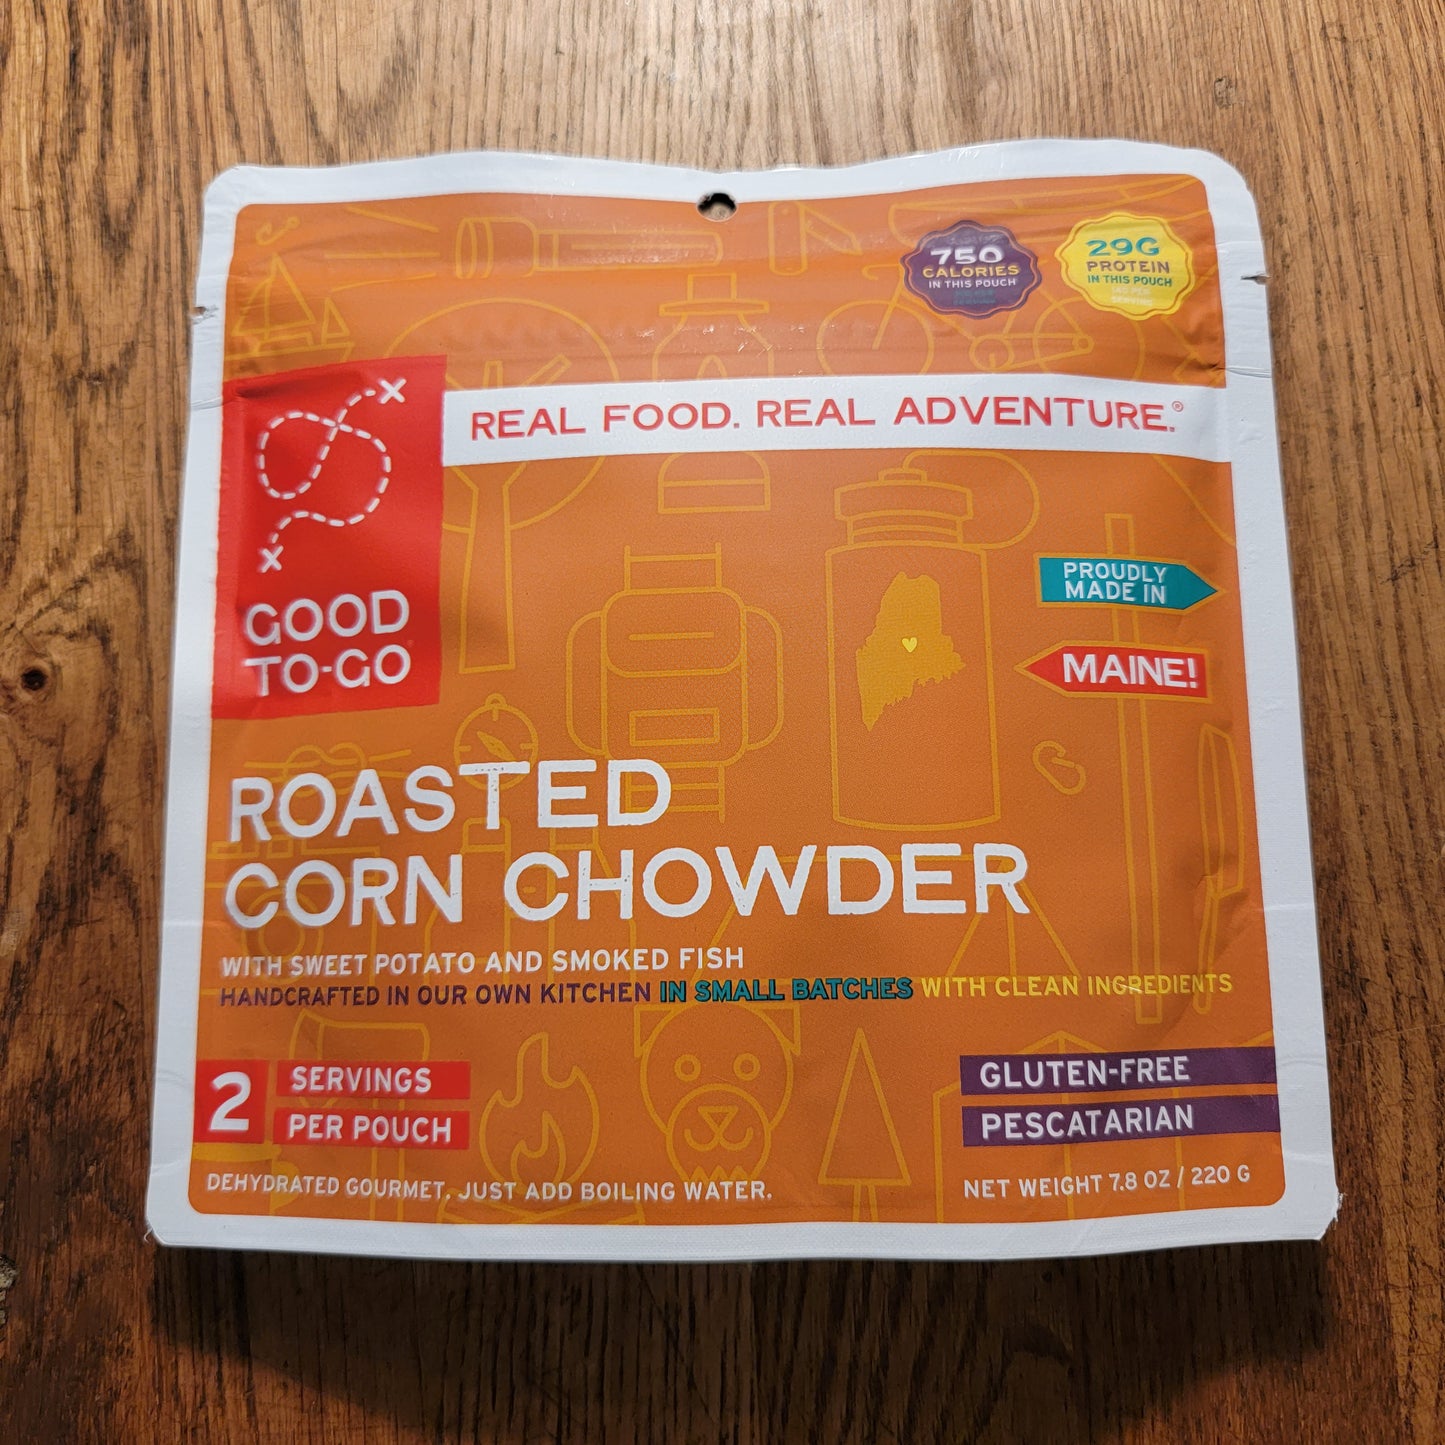 750
CALORIES
IN THIS POUCH
29G
PROTEIN
IN THIS POUCH
SERVING
REAL FOOD. REAL ADVENTURE.®
GOOD
TO-GO
PROUDLY
MADE IN
MAINE!
ROASTED
CORN CHOWDER
WITH SWEET POTATO AND SMOKED FISH
HANDCRAFTED IN OUR OWN KITCHEN IN SMALL BATCHES WITH CLEAN INGREDIENTS
2
SERVINGS
PER POUCH
GLUTEN-FREE
PESCATARIAN
DEHYDRATED GOURMET, JUST ADD BOILING WATER.
NET WEIGHT 7.8 OZ / 220 G